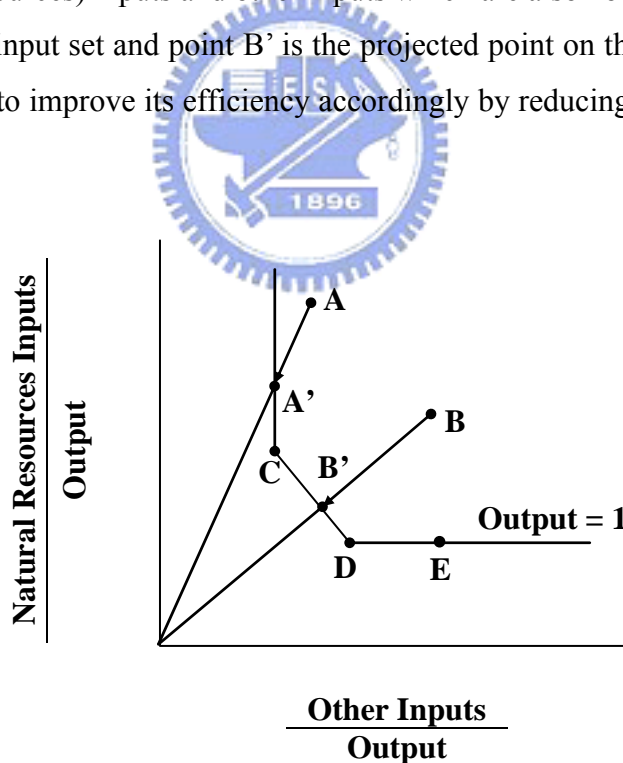 input set and point B’ is the projected point on th
to improve its efficiency accordingly by reducing
E S
1896
Natural Resources Inputs
Output
A
A’
B
C
B’
Output = 1
D
E
Other Inputs
Output